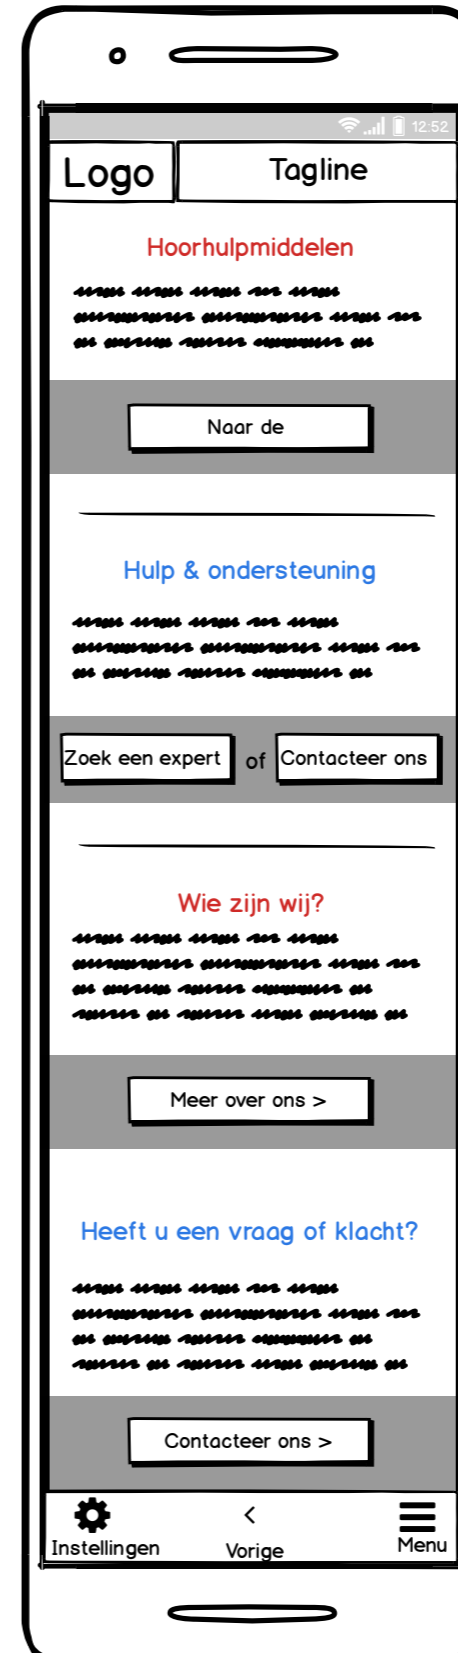 12:52
Logo
Tagline
Hoorhulpmiddelen
Naar de
Hulp & ondersteuning
Zoek een expert of Contacteer ons
Wie zijn wij?
Meer over ons >
Heeft u een vraag of klacht?
Contacteer ons >
Instellingen
Vorige
Menu